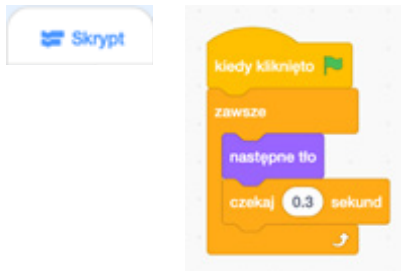 Skrypt
kiedy kliknięto
zawsze
następne tło
czekaj 0.3 sekund